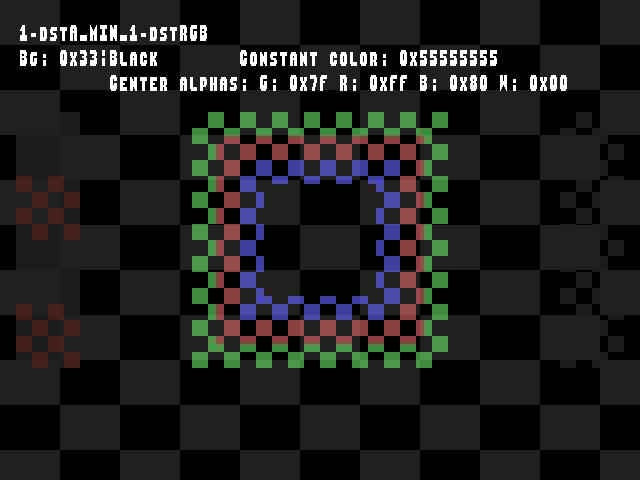 1-dstA_MIN_1-dstRGB
Bg: 0x33¦Black Constant color: 0x55555555
Center alphas: G: 0x7f R: 0xff B: 0x80 W: 0x00